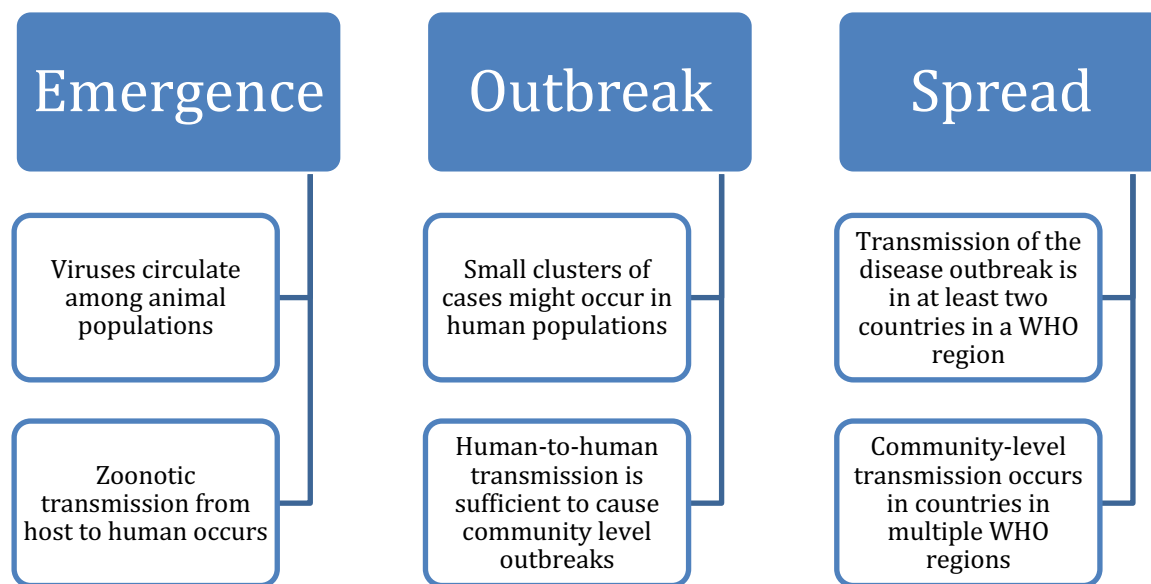 Emergence
Viruses circulate
among animal
populations
Zoonotic
transmission from
host to human occurs
Outbreak
Small clusters of
cases might occur in
human populations
Human-to-human
transmission is
sufficient to cause
community level
outbreaks
Spread
Transmission of the
disease outbreak is
in at least two
countries in a WHO
region
Community-level
transmission occurs
in countries in
multiple WHO
regions